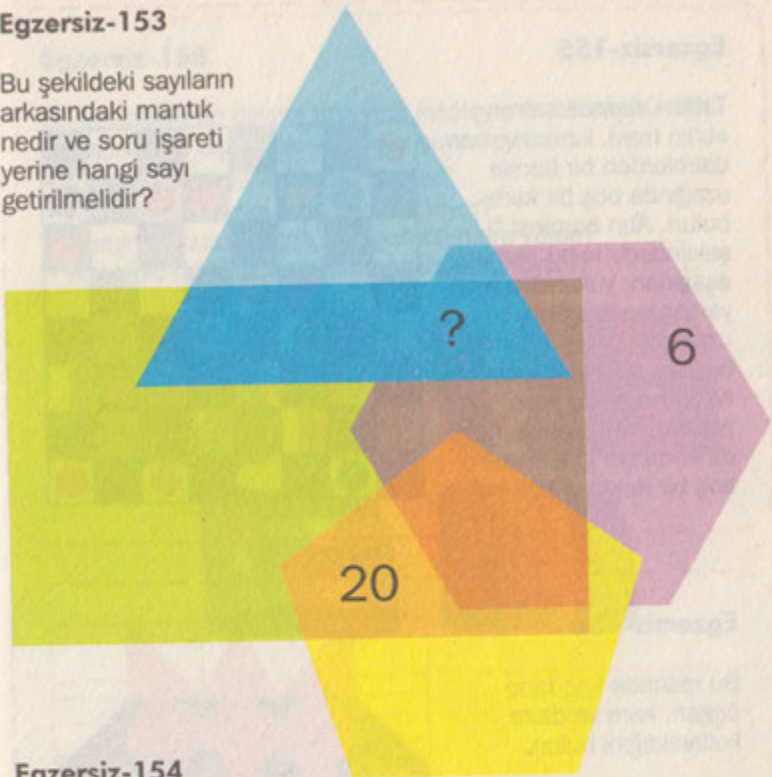 Egzersiz-153
Bu şekildeki sayıların
arkasındaki mantık
nedir ve soru işareti
yerine hangi sayı
getirilmelidir?
?
6
20
Egzersiz-154